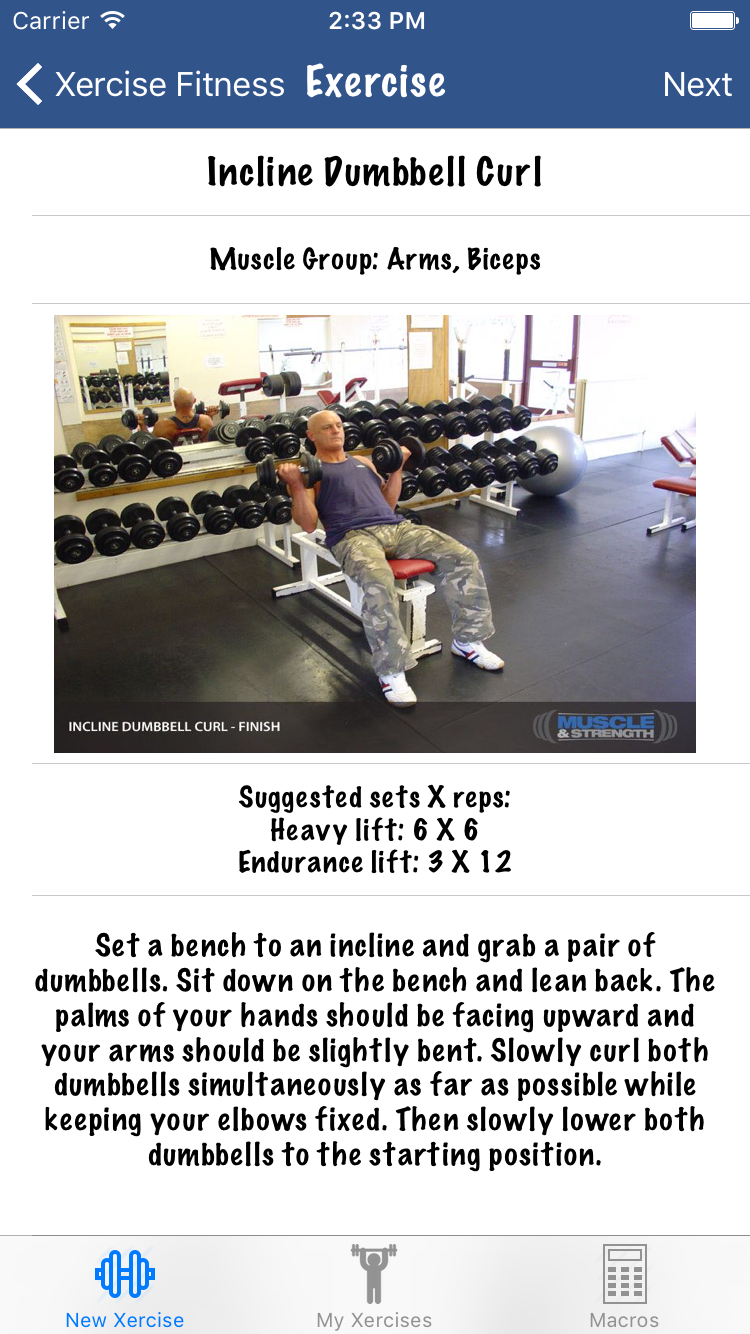 Carrier 2:33 PM
Xercise Fitness Exercise Next
Incline Dumbbell Curl
Muscle Group: Arms, Biceps
INCLINE DUMBBELL CURL - FINISH
MUSCLE
& STRENGTH
Suggested sets X reps:
Heavy lift: 6 X 6
Endurance lift: 3 X 12
Set a bench to an incline and grab a pair of
dumbbells. Sit down on the bench and lean back. The
palms of your hands should be facing upward and
your arms should be slightly bent. Slowly curl both
dumbbells simultaneously as far as possible while
keeping your elbows fixed. Then slowly lower both
dumbbells to the starting position.
New Xercise My Xercises Macros